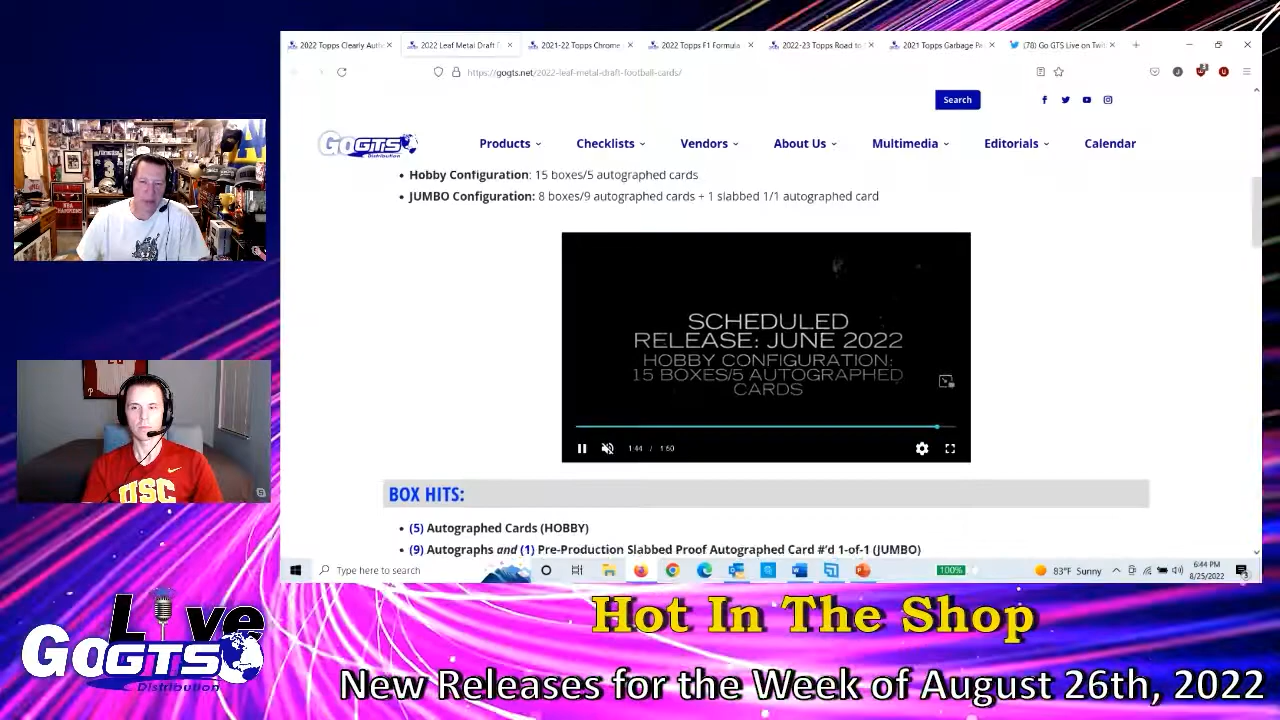 2022 Topps Clearly Auth
2022 Leaf Metal Draft F
2021-22 Topps Chrome
2022 Topps F1 Formula
2022-23 Topps Road to
2021 Topps Garbage Pa
(78) Go GTS Live on Twit
https://gogts.net/2022-leaf-metal-draft-football-cards/
Search
GoGTS
Distribution
Products
Checklists
Vendors
About Us
Multimedia
Editorials
Calendar
• Hobby Configuration: 15 boxes/5 autographed cards
• JUMBO Configuration: 8 boxes/9 autographed cards + 1 slabbed 1/1 autographed card
SCHEDULED
RELEASE: JUNE 2022
HOBBY CONFIGURATION:
15 BOXES/5 AUTOGRAPHED
CARDS
1:44 / 1:50
BOX HITS:
• (5) Autographed Cards (HOBBY)
• (9) Autographs and (1) Pre-Production Slabbed Proof Autographed Card #'d 1-of-1 (JUMBO)
Type here to search
100%
83°F Sunny
6:44 PM
8/25/2022
NBA
CHAMPIONS
USC
Live
GoGTS
Distribution
Hot In The Shop
New Releases for the Week of August 26th, 2022